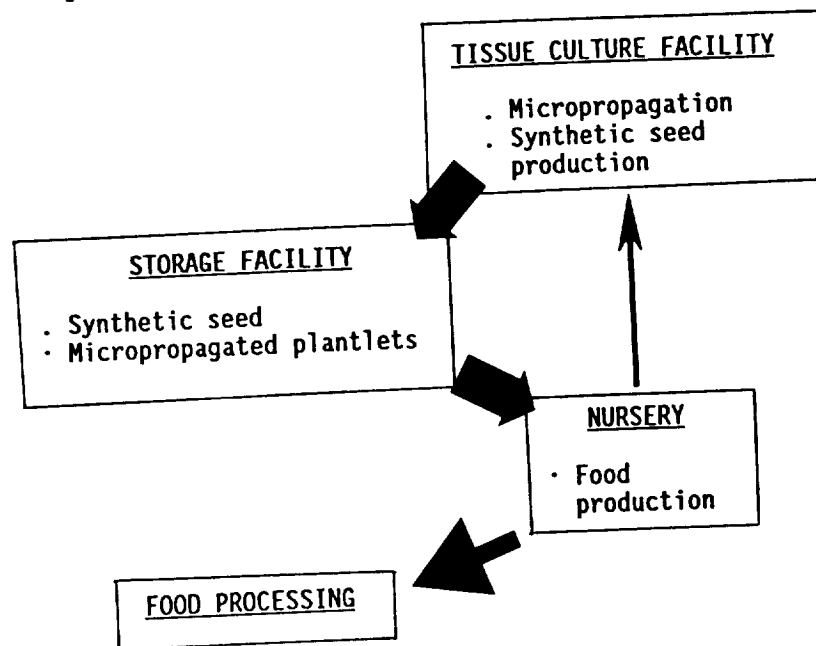 TISSUE CULTURE FACILITY
. Micropropagation
. Synthetic seed
production
STORAGE FACILITY
. Synthetic seed
. Micropropagated plantlets
NURSERY
. Food
production
FOOD PROCESSING